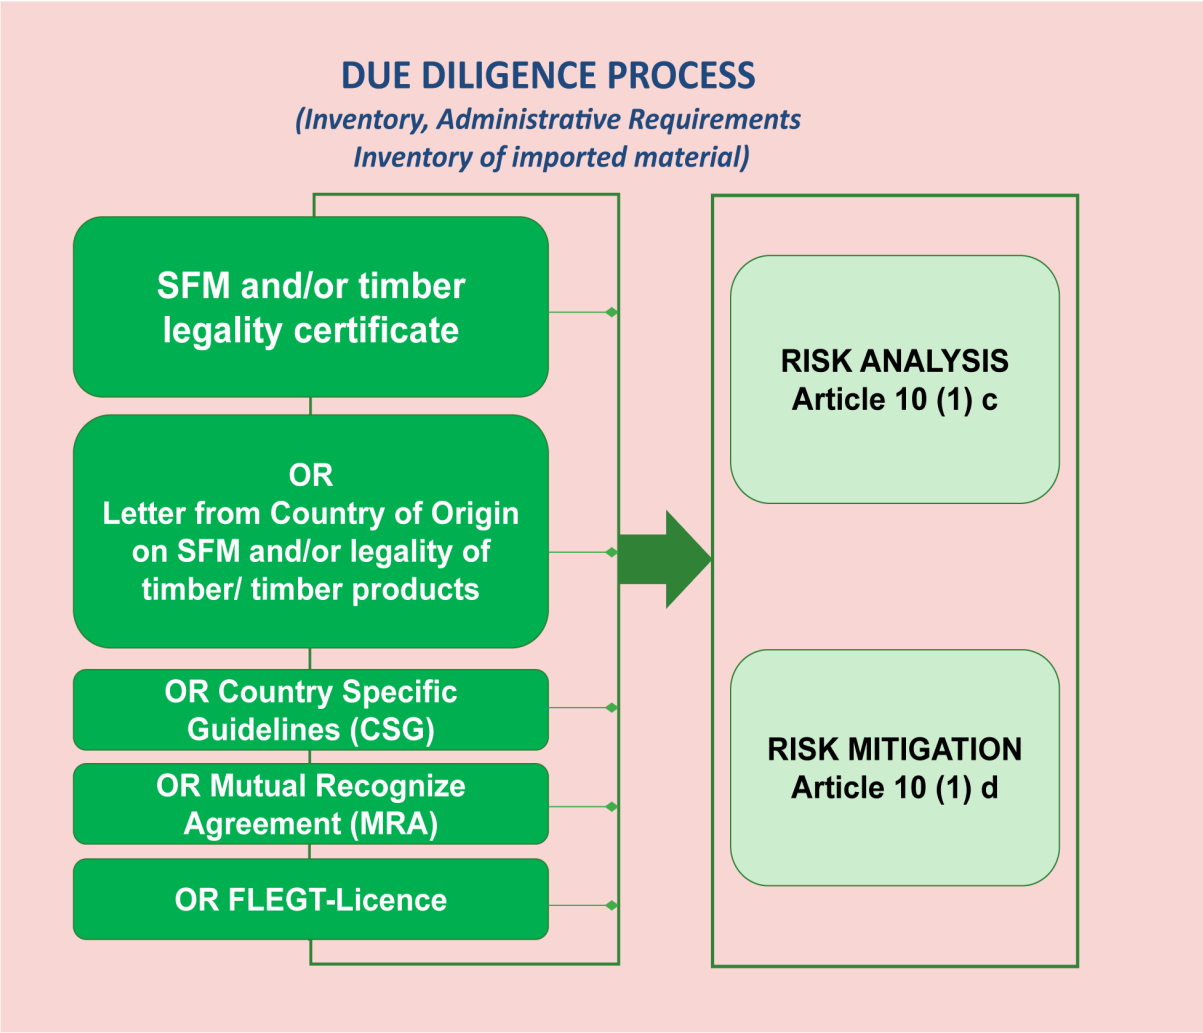 DUE DILIGENCE PROCESS
(Inventory, Administrative Requirements
Inventory of imported material)
SFM and/or timber
legality certificate
OR
Letter from Country of Origin
on SFM and/or legality of
timber/ timber products
OR Country Specific
Guidelines (CSG)
OR Mutual Recognize
Agreement (MRA)
OR FLEGT-Licence
RISK ANALYSIS
Article 10 (1) c
RISK MITIGATION
Article 10 (1) d